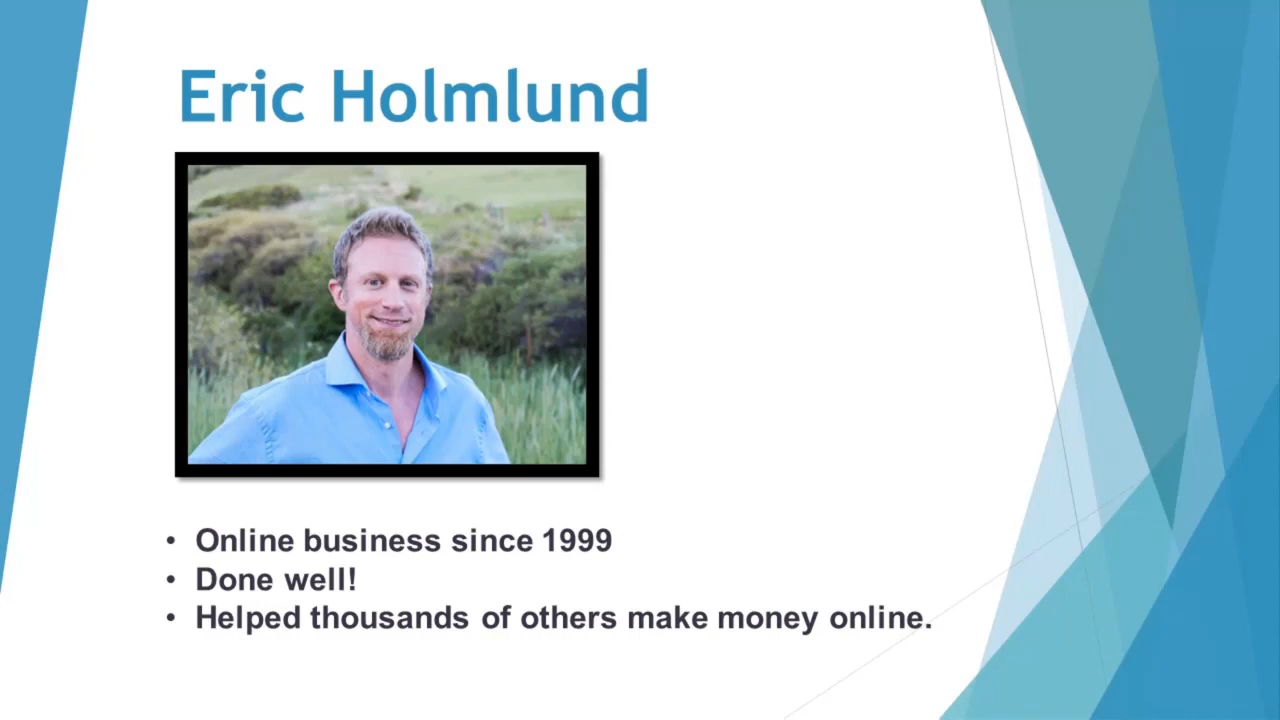 Eric Holmlund
• Online business since 1999
• Done well!
• Helped thousands of others make money online.